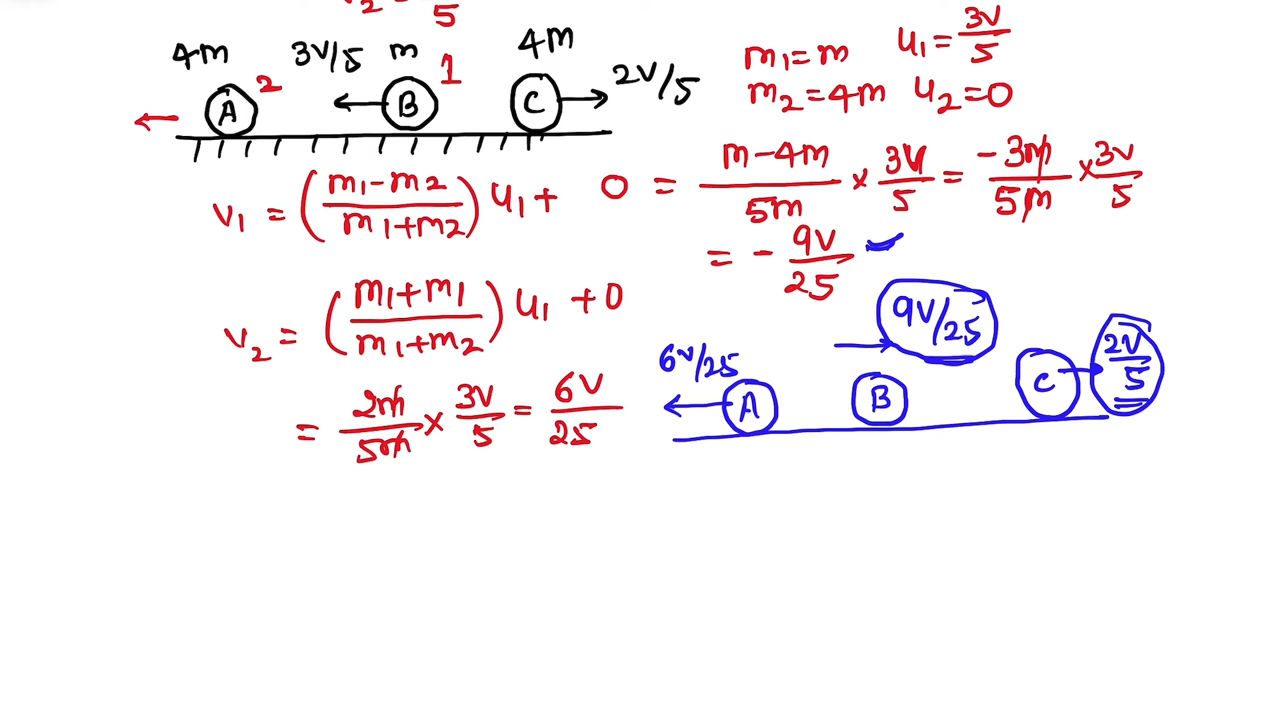 v₂ = /5
4m 3v/5 m 4m
A 2 B 1 C 2v/5
m₁ = m u₁ = 3v/5
m₂ = 4m u₂ = 0
v₁ = ((m₁ - m₂)/(m₁ + m₂)) u₁ + 0 = (m - 4m)/5m × 3v/5 = -3m/5m × 3v/5
= - 9v/25
v₂ = ((m₁ + m₁)/(m₁ + m₂)) u₁ + 0
= 2m/5m × 3v/5 = 6v/25
9v/25
6v/25 2v/5
A B C